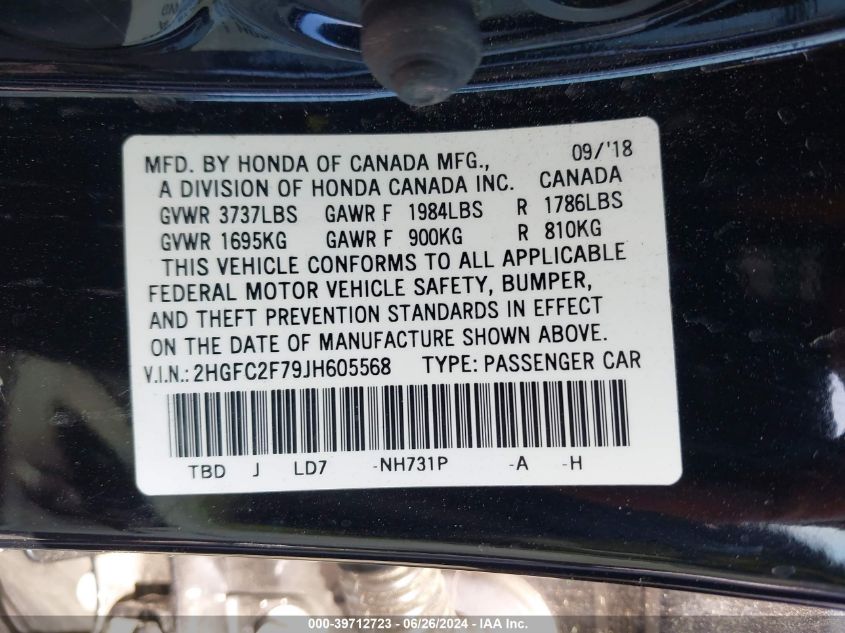 MFD. BY HONDA OF CANADA MFG., 09/'18
A DIVISION OF HONDA CANADA INC. CANADA
GVWR 3737LBS GAWR F 1984LBS R 1786LBS
GVWR 1695KG GAWR F 900KG R 810KG
THIS VEHICLE CONFORMS TO ALL APPLICABLE
FEDERAL MOTOR VEHICLE SAFETY, BUMPER,
AND THEFT PREVENTION STANDARDS IN EFFECT
ON THE DATE OF MANUFACTURE SHOWN ABOVE.
V.I.N.: 2HGFC2F79JH605568 TYPE: PASSENGER CAR
TBD J LD7 -NH731P -A -H
000-39712723 - 06/26/2024 - IAA Inc.